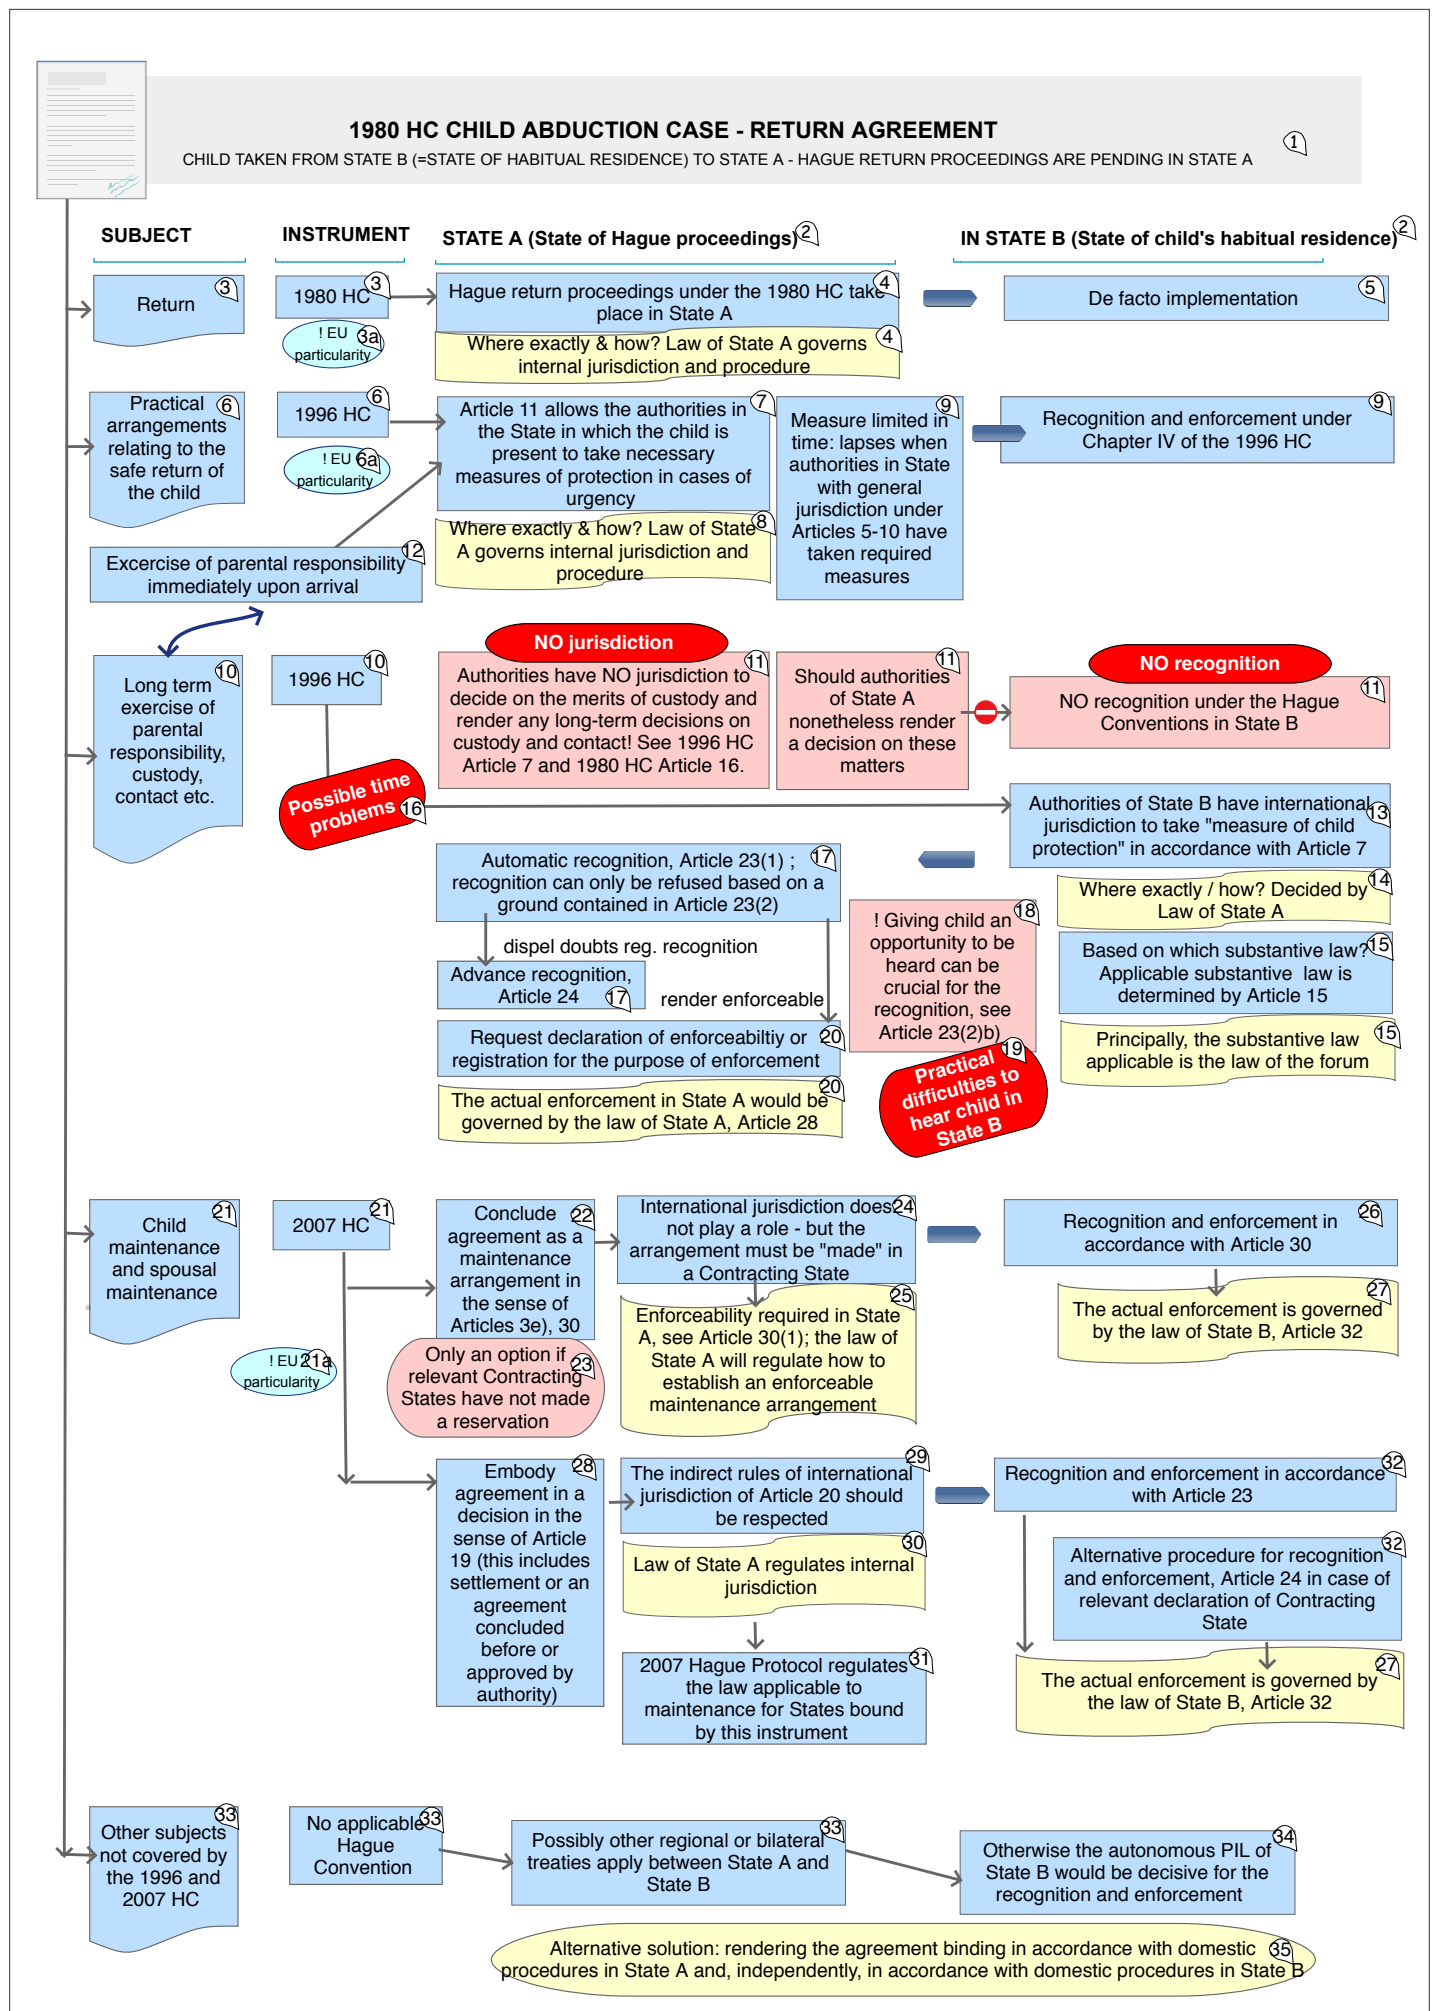 1980 HC CHILD ABDUCTION CASE - RETURN AGREEMENT
CHILD TAKEN FROM STATE B (=STATE OF HABITUAL RESIDENCE) TO STATE A - HAGUE RETURN PROCEEDINGS ARE PENDING IN STATE A
1
SUBJECT
INSTRUMENT
STATE A (State of Hague proceedings)
2
IN STATE B (State of child's habitual residence)
2
Return
3
1980 HC
3
! EU
particularity
3a
Hague return proceedings under the 1980 HC take
place in State A
4
Where exactly & how? Law of State A governs
internal jurisdiction and procedure
4
De facto implementation
5
Practical
arrangements
relating to the
safe return of
the child
6
1996 HC
6
! EU
particularity
6a
Article 11 allows the authorities in
the State in which the child is
present to take necessary
measures of protection in cases of
urgency
7
Where exactly & how? Law of State
A governs internal jurisdiction and
procedure
8
Measure limited in
time: lapses when
authorities in State
with general
jurisdiction under
Articles 5-10 have
taken required
measures
9
Recognition and enforcement under
Chapter IV of the 1996 HC
9
Excercise of parental responsibility
immediately upon arrival
12
Long term
exercise of
parental
responsibility,
custody,
contact etc.
10
1996 HC
10
NO jurisdiction
Authorities have NO jurisdiction to
decide on the merits of custody and
render any long-term decisions on
custody and contact! See 1996 HC
Article 7 and 1980 HC Article 16.
11
Should authorities
of State A
nonetheless render
a decision on these
matters
11
NO recognition
NO recognition under the Hague
Conventions in State B
11
Possible time
problems
16
Authorities of State B have international
jurisdiction to take "measure of child
protection" in accordance with Article 7
13
Where exactly / how? Decided by
Law of State A
14
Based on which substantive law?
Applicable substantive law is
determined by Article 15
15
Principally, the substantive law
applicable is the law of the forum
15
Automatic recognition, Article 23(1) ;
recognition can only be refused based on a
ground contained in Article 23(2)
17
dispel doubts reg. recognition
Advance recognition,
Article 24
17
render enforceable
Request declaration of enforceabiltiy or
registration for the purpose of enforcement
20
The actual enforcement in State A would be
governed by the law of State A, Article 28
20
! Giving child an
opportunity to be
heard can be
crucial for the
recognition, see
Article 23(2)b)
18
Practical
difficulties to
hear child in
State B
19
Child
maintenance
and spousal
maintenance
21
2007 HC
21
! EU
particularity
21a
Conclude
agreement as a
maintenance
arrangement in
the sense of
Articles 3e), 30
22
Only an option if
relevant Contracting
States have not made
a reservation
23
International jurisdiction does
not play a role - but the
arrangement must be "made" in
a Contracting State
24
Enforceability required in State
A, see Article 30(1); the law of
State A will regulate how to
establish an enforceable
maintenance arrangement
25
Recognition and enforcement in
accordance with Article 30
26
The actual enforcement is governed
by the law of State B, Article 32
27
Embody
agreement in a
decision in the
sense of Article
19 (this includes
settlement or an
agreement
concluded
before or
approved by
authority)
28
The indirect rules of international
jurisdiction of Article 20 should
be respected
29
Law of State A regulates internal
jurisdiction
30
2007 Hague Protocol regulates
the law applicable to
maintenance for States bound
by this instrument
31
Recognition and enforcement in accordance
with Article 23
32
Alternative procedure for recognition
and enforcement, Article 24 in case of
relevant declaration of Contracting
State
32
The actual enforcement is governed by
the law of State B, Article 32
27
Other subjects
not covered by
the 1996 and
2007 HC
33
No applicable
Hague
Convention
33
Possibly other regional or bilateral
treaties apply between State A and
State B
33
Otherwise the autonomous PIL of
State B would be decisive for the
recognition and enforcement
34
Alternative solution: rendering the agreement binding in accordance with domestic
procedures in State A and, independently, in accordance with domestic procedures in State B
35